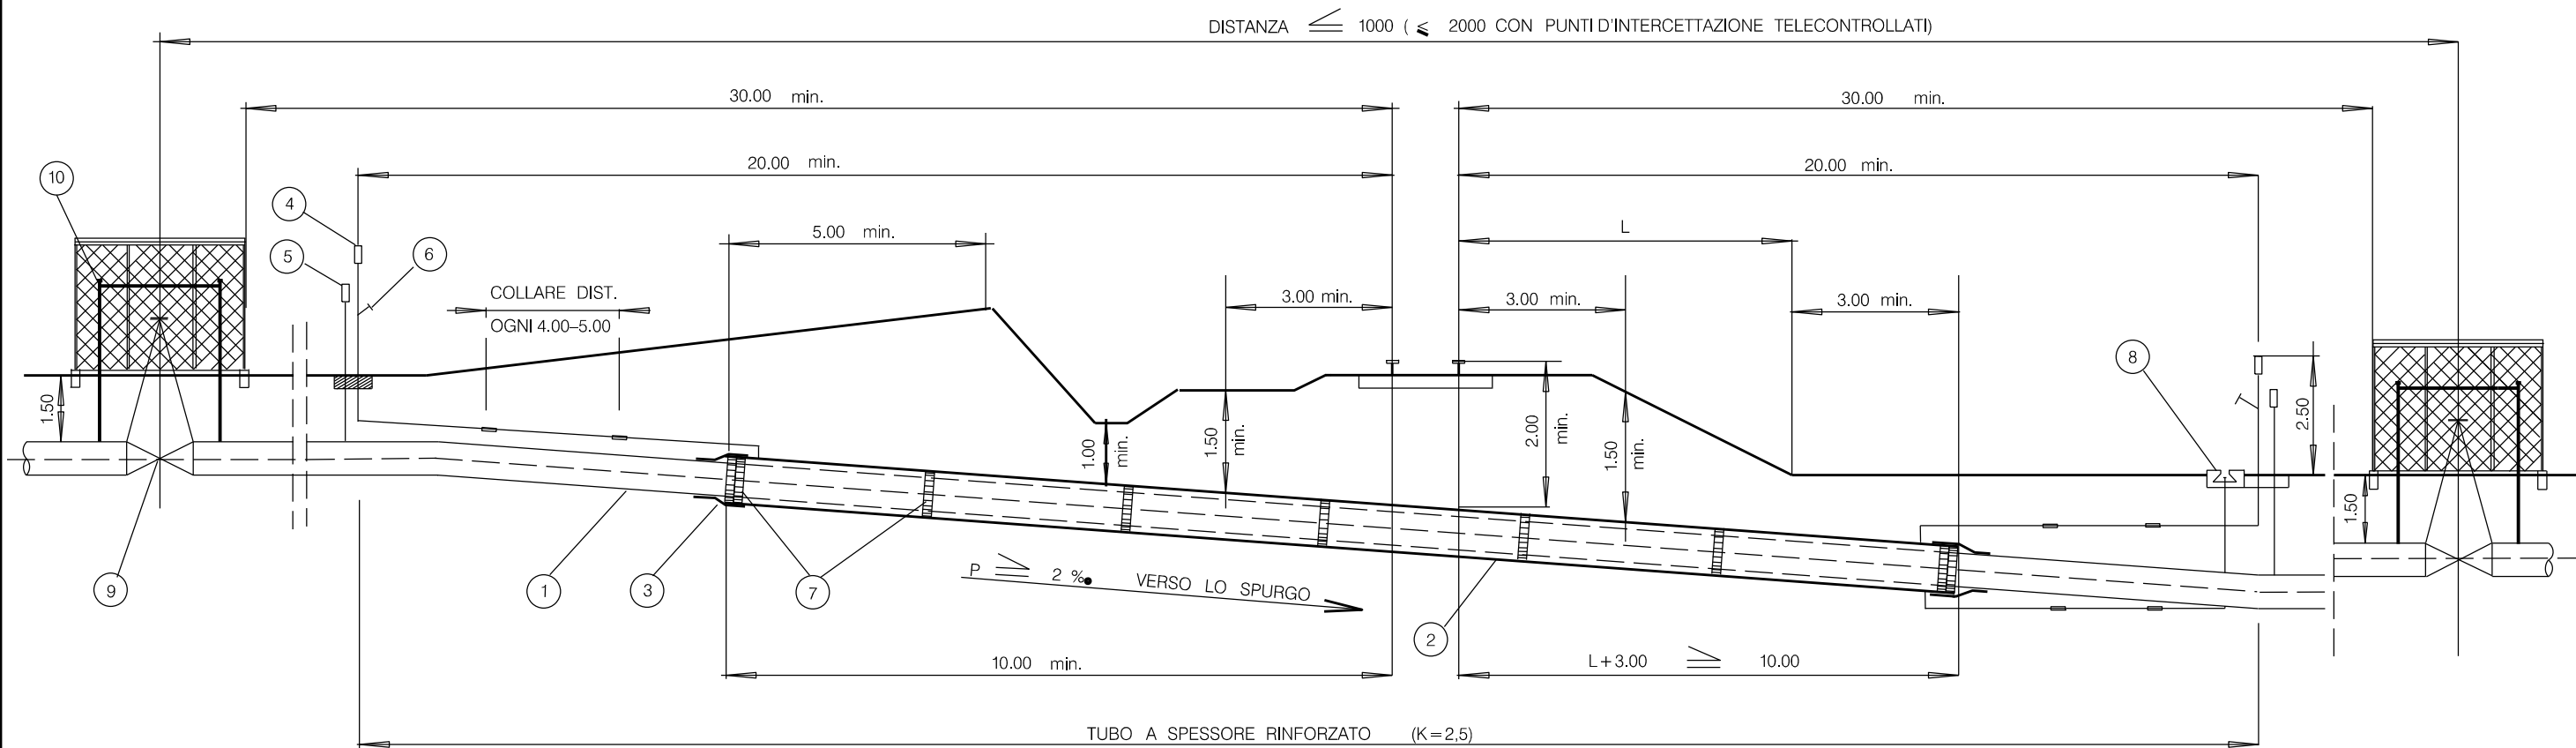 DISTANZA ≦ 1000 ( ≤ 2000 CON PUNTI D'INTERCETTAZIONE TELECONTROLLATI)
30.00 min.
30.00 min.
20.00 min.
20.00 min.
10
4
5
6
5.00 min.
L
COLLARE DIST.
OGNI 4.00–5.00
3.00 min.
3.00 min.
3.00 min.
8
1.50
1.00 min.
1.50 min.
2.00 min.
1.50 min.
2.50
1.50
9
1
3
7
P ≧ 2 ‰ VERSO LO SPURGO
2
10.00 min.
L+3.00 ≧ 10.00
TUBO A SPESSORE RINFORZATO (K=2,5)